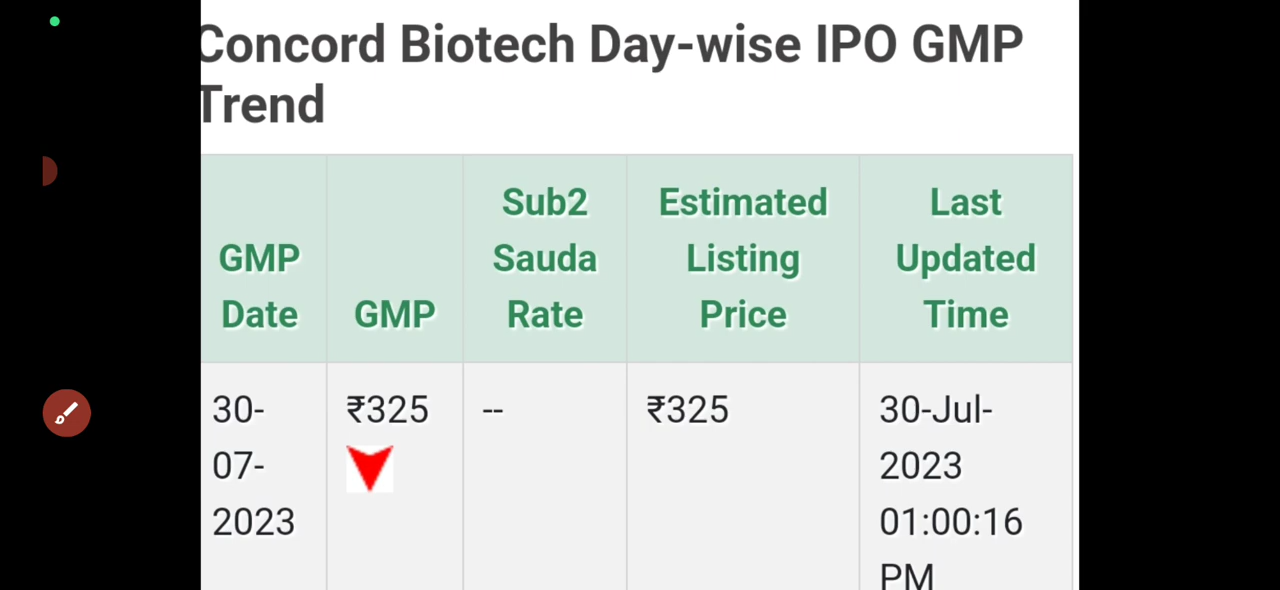 Concord Biotech Day-wise IPO GMP
Trend
GMP
Date
GMP
Sub2
Sauda
Rate
Estimated
Listing
Price
Last
Updated
Time
30-
07-
2023
₹325
--
₹325
30-Jul-
2023
01:00:16
PM